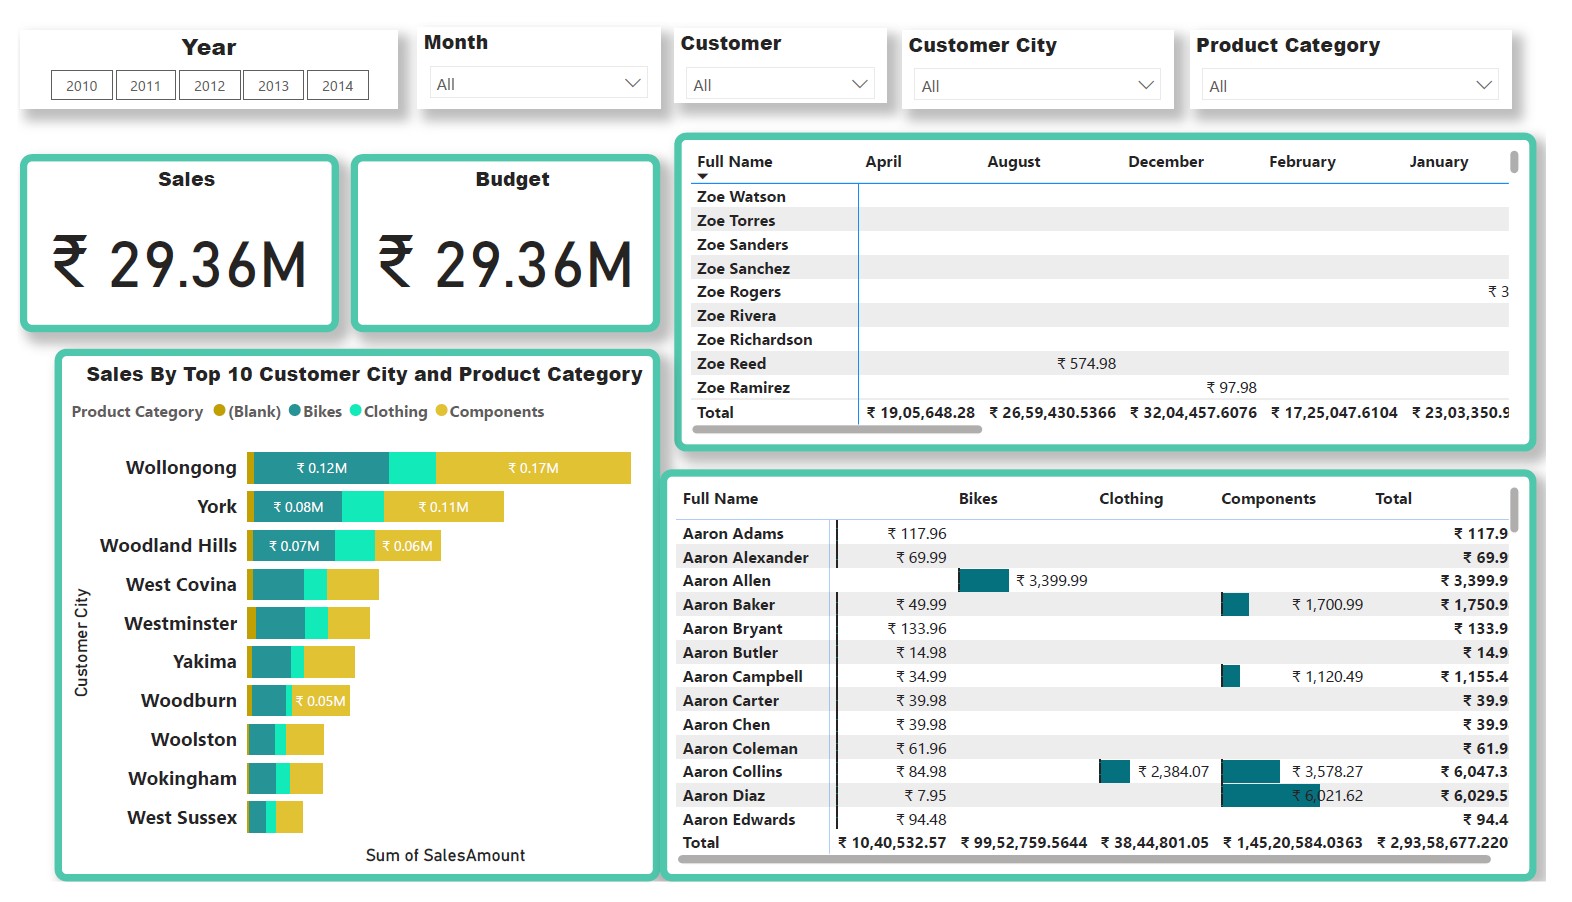 Year
2010 2011 2012 2013 2014
Month
All
Customer
All
Customer City
All
Product Category
All
Sales
₹ 29.36M
Budget
₹ 29.36M
Full Name April August December February January
Zoe Watson
Zoe Torres
Zoe Sanders
Zoe Sanchez
Zoe Rogers ₹ 3
Zoe Rivera
Zoe Richardson
Zoe Reed ₹ 574.98
Zoe Ramirez ₹ 97.98
Total ₹ 19,05,648.28 ₹ 26,59,430.5366 ₹ 32,04,457.6076 ₹ 17,25,047.6104 ₹ 23,03,350.9
Sales By Top 10 Customer City and Product Category
Product Category (Blank) Bikes Clothing Components
Customer City
Wollongong ₹ 0.12M ₹ 0.17M
York ₹ 0.08M ₹ 0.11M
Woodland Hills ₹ 0.07M ₹ 0.06M
West Covina
Westminster
Yakima
Woodburn ₹ 0.05M
Woolston
Wokingham
West Sussex
Sum of SalesAmount
Full Name Bikes Clothing Components Total
Aaron Adams ₹ 117.96 ₹ 117.9
Aaron Alexander ₹ 69.99 ₹ 69.9
Aaron Allen ₹ 3,399.99 ₹ 3,399.9
Aaron Baker ₹ 49.99 ₹ 1,700.99 ₹ 1,750.9
Aaron Bryant ₹ 133.96 ₹ 133.9
Aaron Butler ₹ 14.98 ₹ 14.9
Aaron Campbell ₹ 34.99 ₹ 1,120.49 ₹ 1,155.4
Aaron Carter ₹ 39.98 ₹ 39.9
Aaron Chen ₹ 39.98 ₹ 39.9
Aaron Coleman ₹ 61.96 ₹ 61.9
Aaron Collins ₹ 84.98 ₹ 2,384.07 ₹ 3,578.27 ₹ 6,047.3
Aaron Diaz ₹ 7.95 ₹ 6,021.62 ₹ 6,029.5
Aaron Edwards ₹ 94.48 ₹ 94.4
Total ₹ 10,40,532.57 ₹ 99,52,759.5644 ₹ 38,44,801.05 ₹ 1,45,20,584.0363 ₹ 2,93,58,677.220